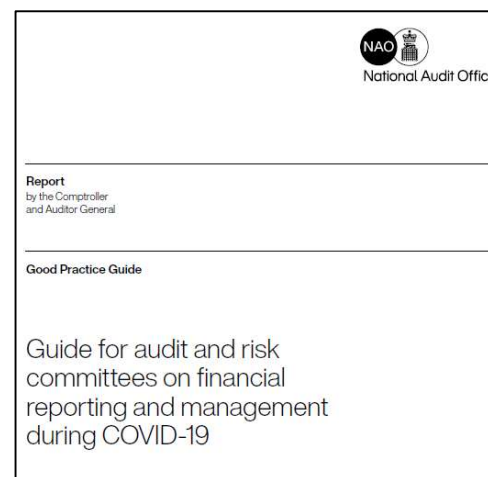 NAO
National Audit Offic
Report
by the Comptroller
and Auditor General
Good Practice Guide
Guide for audit and risk
committees on financial
reporting and management
during COVID-19